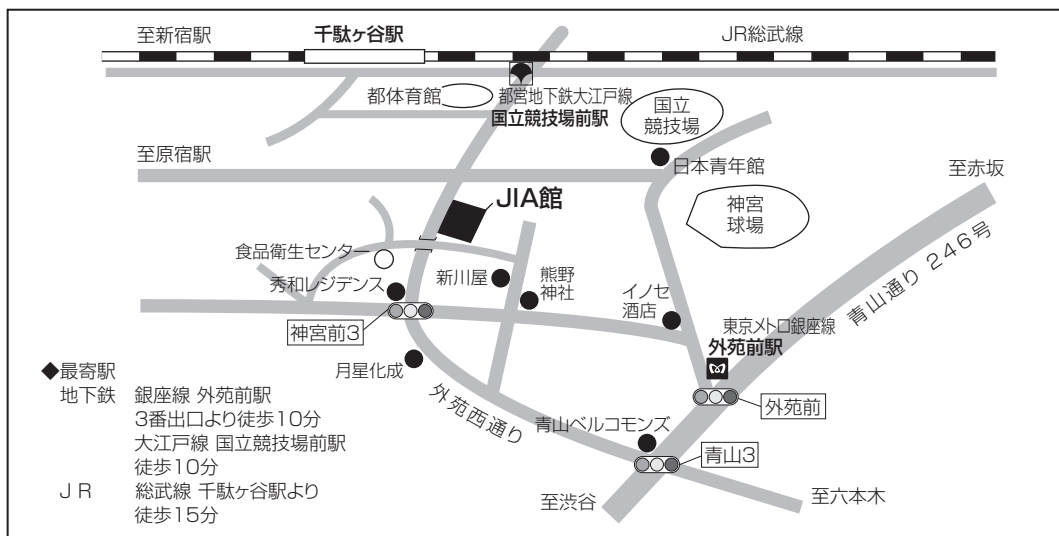 至新宿駅
千駄ヶ谷駅
JR総武線
都体育館
都営地下鉄大江戸線
国立競技場前駅
国立
競技場
至原宿駅
日本青年館
至赤坂
JIA館
神宮
球場
食品衛生センター
秀和レジデンス
新川屋
熊野
神社
イノセ
酒店
青山通り 246号
神宮前3
東京メトロ銀座線
外苑前駅
月星化成
外苑西通り
外苑前
青山ベルコモンズ
青山3
至渋谷
至六本木
◆最寄駅
地下鉄 銀座線 外苑前駅
3番出口より徒歩10分
大江戸線 国立競技場前駅
徒歩10分
J R 総武線 千駄ヶ谷駅より
徒歩15分